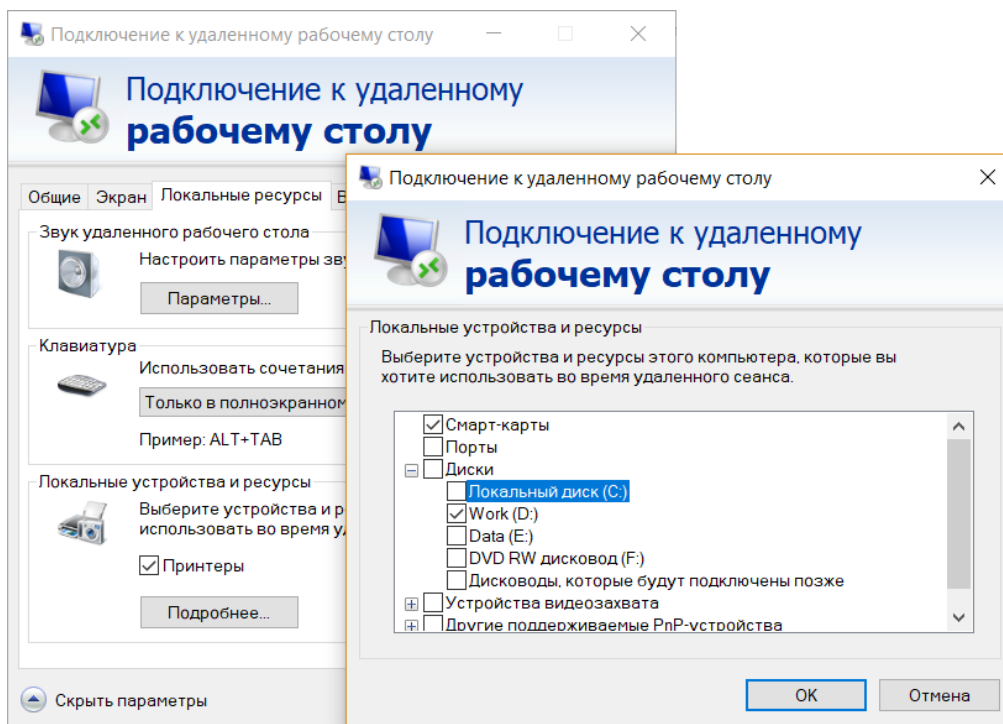 Подключение к удаленному рабочему столу
Подключение к удаленному
рабочему столу
Общие Экран Локальные ресурсы В
Звук удаленного рабочего стола
Настроить параметры зву
Параметры...
Клавиатура
Использовать сочетания
Только в полноэкранном
Пример: ALT+TAB
Локальные устройства и ресурсы
Выберите устройства и р
использовать во время у
Принтеры
Подробнее...
Скрыть параметры
Подключение к удаленному рабочему столу
Подключение к удаленному
рабочему столу
Локальные устройства и ресурсы
Выберите устройства и ресурсы этого компьютера, которые вы
хотите использовать во время удаленного сеанса.
Смарт-карты
Порты
Диски
Локальный диск (C:)
Work (D:)
Data (E:)
DVD RW дисковод (F:)
Дисководы, которые будут подключены позже
Устройства видеозахвата
Другие поддерживаемые PnP-устройства
OK Отмена